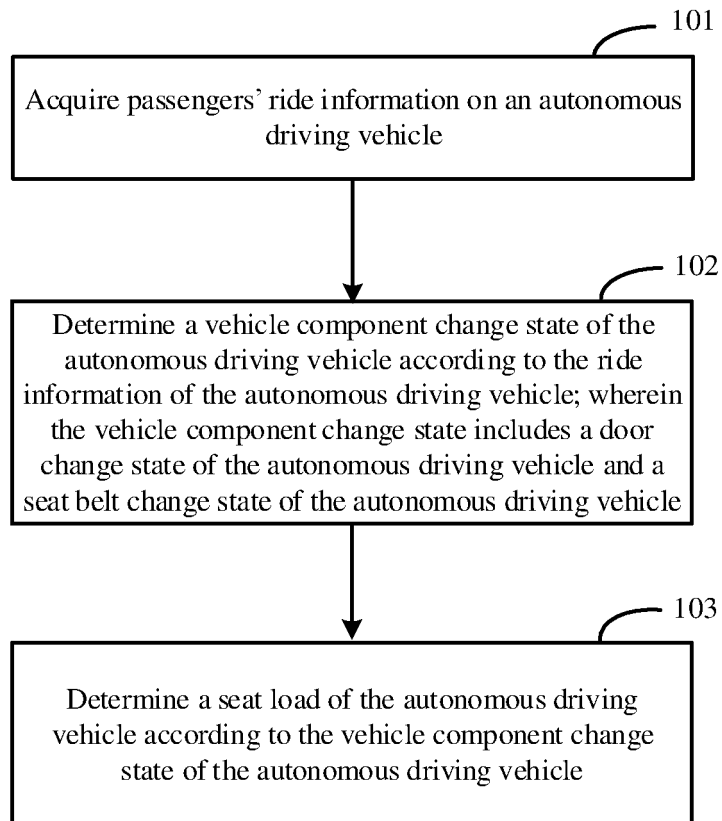 101
Acquire passengers’ ride information on an autonomous
driving vehicle
102
Determine a vehicle component change state of the
autonomous driving vehicle according to the ride
information of the autonomous driving vehicle; wherein
the vehicle component change state includes a door
change state of the autonomous driving vehicle and a
seat belt change state of the autonomous driving vehicle
103
Determine a seat load of the autonomous driving
vehicle according to the vehicle component change
state of the autonomous driving vehicle